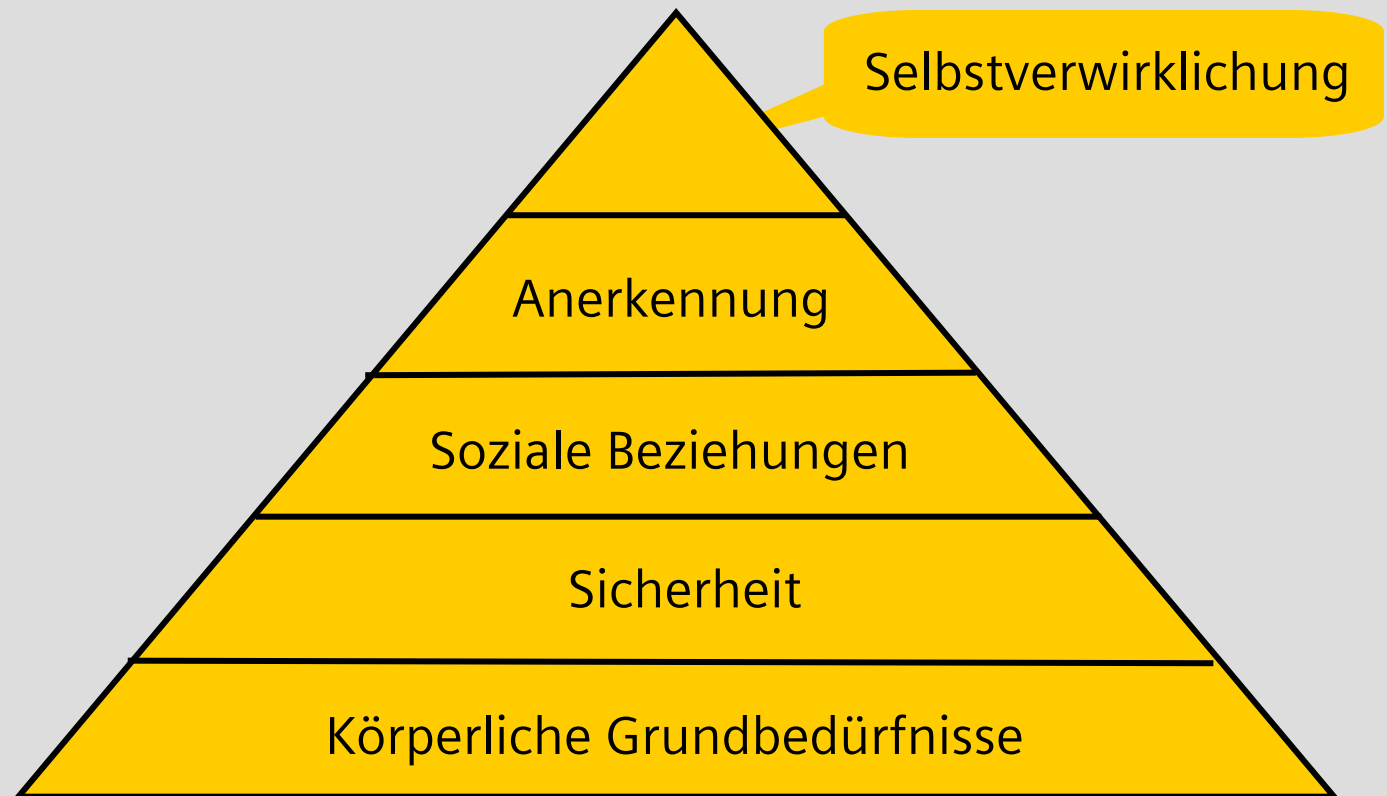 Selbstverwirklichung
Anerkennung
Soziale Beziehungen
Sicherheit
Körperliche Grundbedürfnisse